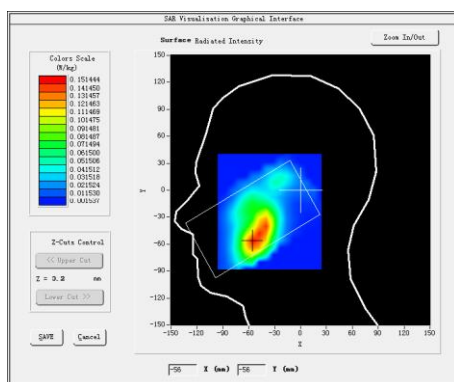 SAR Visualisation Graphical Interface
Surface Radiated Intensity
Zoom In/Out
Colors Scale
(W/kg)
0.151444
0.141450
0.131457
0.121463
0.111469
0.101475
0.091481
0.081487
0.071494
0.061500
0.051506
0.041512
0.031518
0.021524
0.011530
0.001537
Z-Cuts Control
<< Upper Cut
Z = 3.2 mm
Lower Cut >>
SAVE Cancel
150
120
90
60
30
Y 0
-30
-60
-90
-120
-150
-150 -120 -90 -60 -30 0 30 60 90 120 150
X
-56 X (mm) -56 Y (mm)